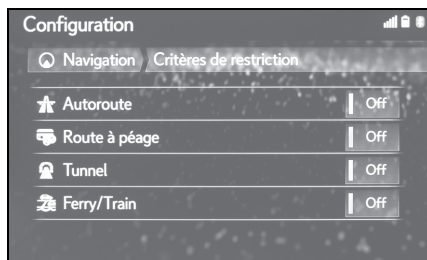 Configuration
Navigation Critères de restriction
Autoroute Off
Route à péage Off
Tunnel Off
Ferry/Train Off